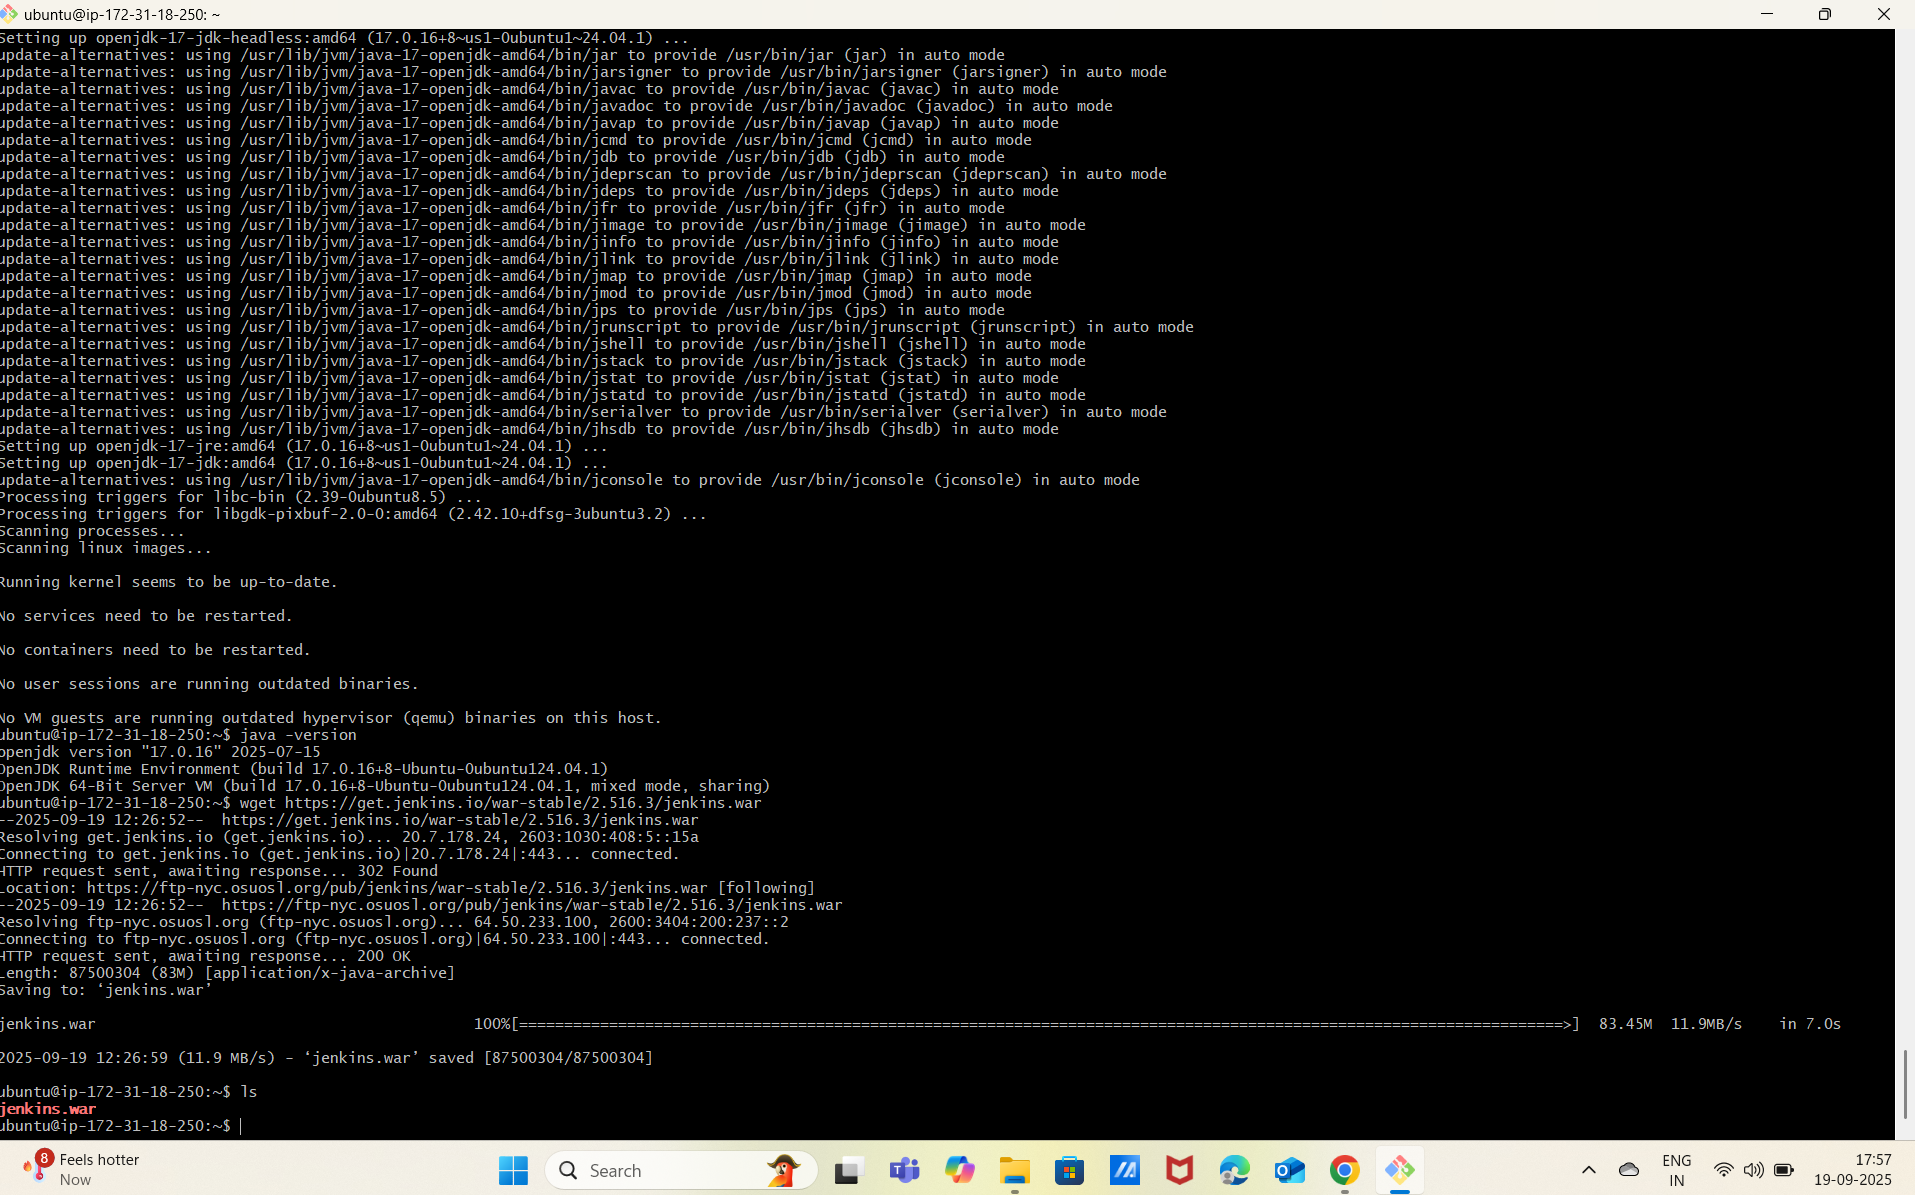 ubuntu@ip-172-31-18-250: ~
Setting up openjdk-17-jdk-headless:amd64 (17.0.16+8~us1-0ubuntu1~24.04.1) ...
update-alternatives: using /usr/lib/jvm/java-17-openjdk-amd64/bin/jar to provide /usr/bin/jar (jar) in auto mode
update-alternatives: using /usr/lib/jvm/java-17-openjdk-amd64/bin/jarsigner to provide /usr/bin/jarsigner (jarsigner) in auto mode
update-alternatives: using /usr/lib/jvm/java-17-openjdk-amd64/bin/javac to provide /usr/bin/javac (javac) in auto mode
update-alternatives: using /usr/lib/jvm/java-17-openjdk-amd64/bin/javadoc to provide /usr/bin/javadoc (javadoc) in auto mode
update-alternatives: using /usr/lib/jvm/java-17-openjdk-amd64/bin/javap to provide /usr/bin/javap (javap) in auto mode
update-alternatives: using /usr/lib/jvm/java-17-openjdk-amd64/bin/jcmd to provide /usr/bin/jcmd (jcmd) in auto mode
update-alternatives: using /usr/lib/jvm/java-17-openjdk-amd64/bin/jdb to provide /usr/bin/jdb (jdb) in auto mode
update-alternatives: using /usr/lib/jvm/java-17-openjdk-amd64/bin/jdeprscan to provide /usr/bin/jdeprscan (jdeprscan) in auto mode
update-alternatives: using /usr/lib/jvm/java-17-openjdk-amd64/bin/jdeps to provide /usr/bin/jdeps (jdeps) in auto mode
update-alternatives: using /usr/lib/jvm/java-17-openjdk-amd64/bin/jfr to provide /usr/bin/jfr (jfr) in auto mode
update-alternatives: using /usr/lib/jvm/java-17-openjdk-amd64/bin/jimage to provide /usr/bin/jimage (jimage) in auto mode
update-alternatives: using /usr/lib/jvm/java-17-openjdk-amd64/bin/jinfo to provide /usr/bin/jinfo (jinfo) in auto mode
update-alternatives: using /usr/lib/jvm/java-17-openjdk-amd64/bin/jlink to provide /usr/bin/jlink (jlink) in auto mode
update-alternatives: using /usr/lib/jvm/java-17-openjdk-amd64/bin/jmap to provide /usr/bin/jmap (jmap) in auto mode
update-alternatives: using /usr/lib/jvm/java-17-openjdk-amd64/bin/jmod to provide /usr/bin/jmod (jmod) in auto mode
update-alternatives: using /usr/lib/jvm/java-17-openjdk-amd64/bin/jps to provide /usr/bin/jps (jps) in auto mode
update-alternatives: using /usr/lib/jvm/java-17-openjdk-amd64/bin/jrunscript to provide /usr/bin/jrunscript (jrunscript) in auto mode
update-alternatives: using /usr/lib/jvm/java-17-openjdk-amd64/bin/jshell to provide /usr/bin/jshell (jshell) in auto mode
update-alternatives: using /usr/lib/jvm/java-17-openjdk-amd64/bin/jstack to provide /usr/bin/jstack (jstack) in auto mode
update-alternatives: using /usr/lib/jvm/java-17-openjdk-amd64/bin/jstat to provide /usr/bin/jstat (jstat) in auto mode
update-alternatives: using /usr/lib/jvm/java-17-openjdk-amd64/bin/jstatd to provide /usr/bin/jstatd (jstatd) in auto mode
update-alternatives: using /usr/lib/jvm/java-17-openjdk-amd64/bin/serialver to provide /usr/bin/serialver (serialver) in auto mode
update-alternatives: using /usr/lib/jvm/java-17-openjdk-amd64/bin/jhsdb to provide /usr/bin/jhsdb (jhsdb) in auto mode
Setting up openjdk-17-jre:amd64 (17.0.16+8~us1-0ubuntu1~24.04.1) ...
Setting up openjdk-17-jdk:amd64 (17.0.16+8~us1-0ubuntu1~24.04.1) ...
update-alternatives: using /usr/lib/jvm/java-17-openjdk-amd64/bin/jconsole to provide /usr/bin/jconsole (jconsole) in auto mode
Processing triggers for libc-bin (2.39-0ubuntu8.5) ...
Processing triggers for libgdk-pixbuf-2.0-0:amd64 (2.42.10+dfsg-3ubuntu3.2) ...
Scanning processes...
Scanning linux images...
Running kernel seems to be up-to-date.
No services need to be restarted.
No containers need to be restarted.
No user sessions are running outdated binaries.
No VM guests are running outdated hypervisor (qemu) binaries on this host.
ubuntu@ip-172-31-18-250:~$ java -version
openjdk version "17.0.16" 2025-07-15
OpenJDK Runtime Environment (build 17.0.16+8-Ubuntu-0ubuntu124.04.1)
OpenJDK 64-Bit Server VM (build 17.0.16+8-Ubuntu-0ubuntu124.04.1, mixed mode, sharing)
ubuntu@ip-172-31-18-250:~$ wget https://get.jenkins.io/war-stable/2.516.3/jenkins.war
--2025-09-19 12:26:52--  https://get.jenkins.io/war-stable/2.516.3/jenkins.war
Resolving get.jenkins.io (get.jenkins.io)... 20.7.178.24, 2603:1030:408:5::15a
Connecting to get.jenkins.io (get.jenkins.io)|20.7.178.24|:443... connected.
HTTP request sent, awaiting response... 302 Found
Location: https://ftp-nyc.osuosl.org/pub/jenkins/war-stable/2.516.3/jenkins.war [following]
--2025-09-19 12:26:52--  https://ftp-nyc.osuosl.org/pub/jenkins/war-stable/2.516.3/jenkins.war
Resolving ftp-nyc.osuosl.org (ftp-nyc.osuosl.org)... 64.50.233.100, 2600:3404:200:237::2
Connecting to ftp-nyc.osuosl.org (ftp-nyc.osuosl.org)|64.50.233.100|:443... connected.
HTTP request sent, awaiting response... 200 OK
Length: 87500304 (83M) [application/x-java-archive]
Saving to: ‘jenkins.war’
jenkins.war 100%[====================================================================================================================>] 83.45M 11.9MB/s in 7.0s
2025-09-19 12:26:59 (11.9 MB/s) - ‘jenkins.war’ saved [87500304/87500304]
ubuntu@ip-172-31-18-250:~$ ls
jenkins.war
ubuntu@ip-172-31-18-250:~$
8
Feels hotter
Now
Search
ENG
IN
17:57
19-09-2025